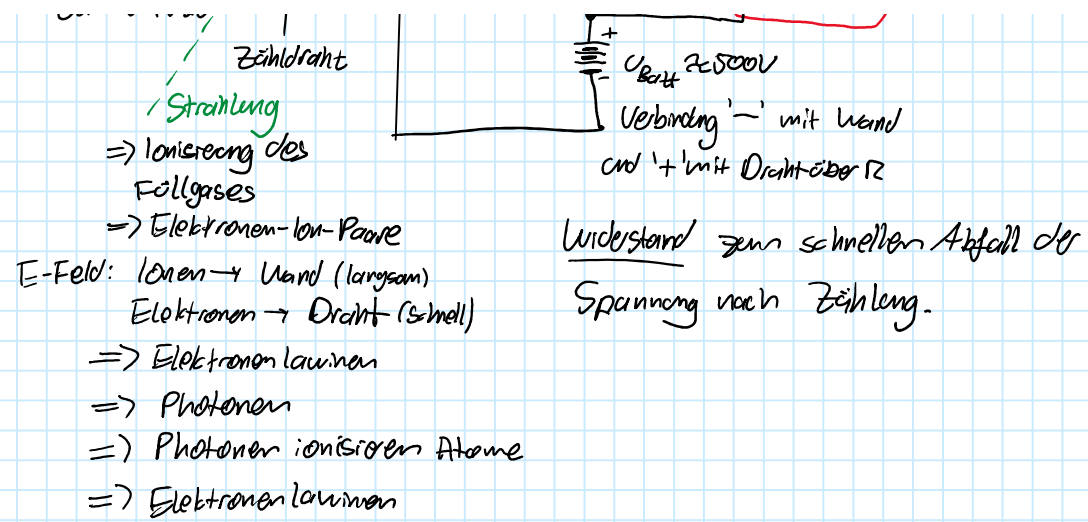 Zähldraht
+
U_Batt ≈ 500V
-
Strahlung
Verbindung '-' mit Wand
und '+' mit Draht über R
=> Ionisierung des
Füllgases
=> Elektronen-Ion-Paare
Widerstand zum schnellen Abfall der
Spannung nach Zählung.
E-Feld: Ionen → Wand (langsam)
Elektronen → Draht (schnell)
=> Elektronenlawinen
=> Photonen
=> Photonen ionisieren Atome
=> Elektronenlawinen